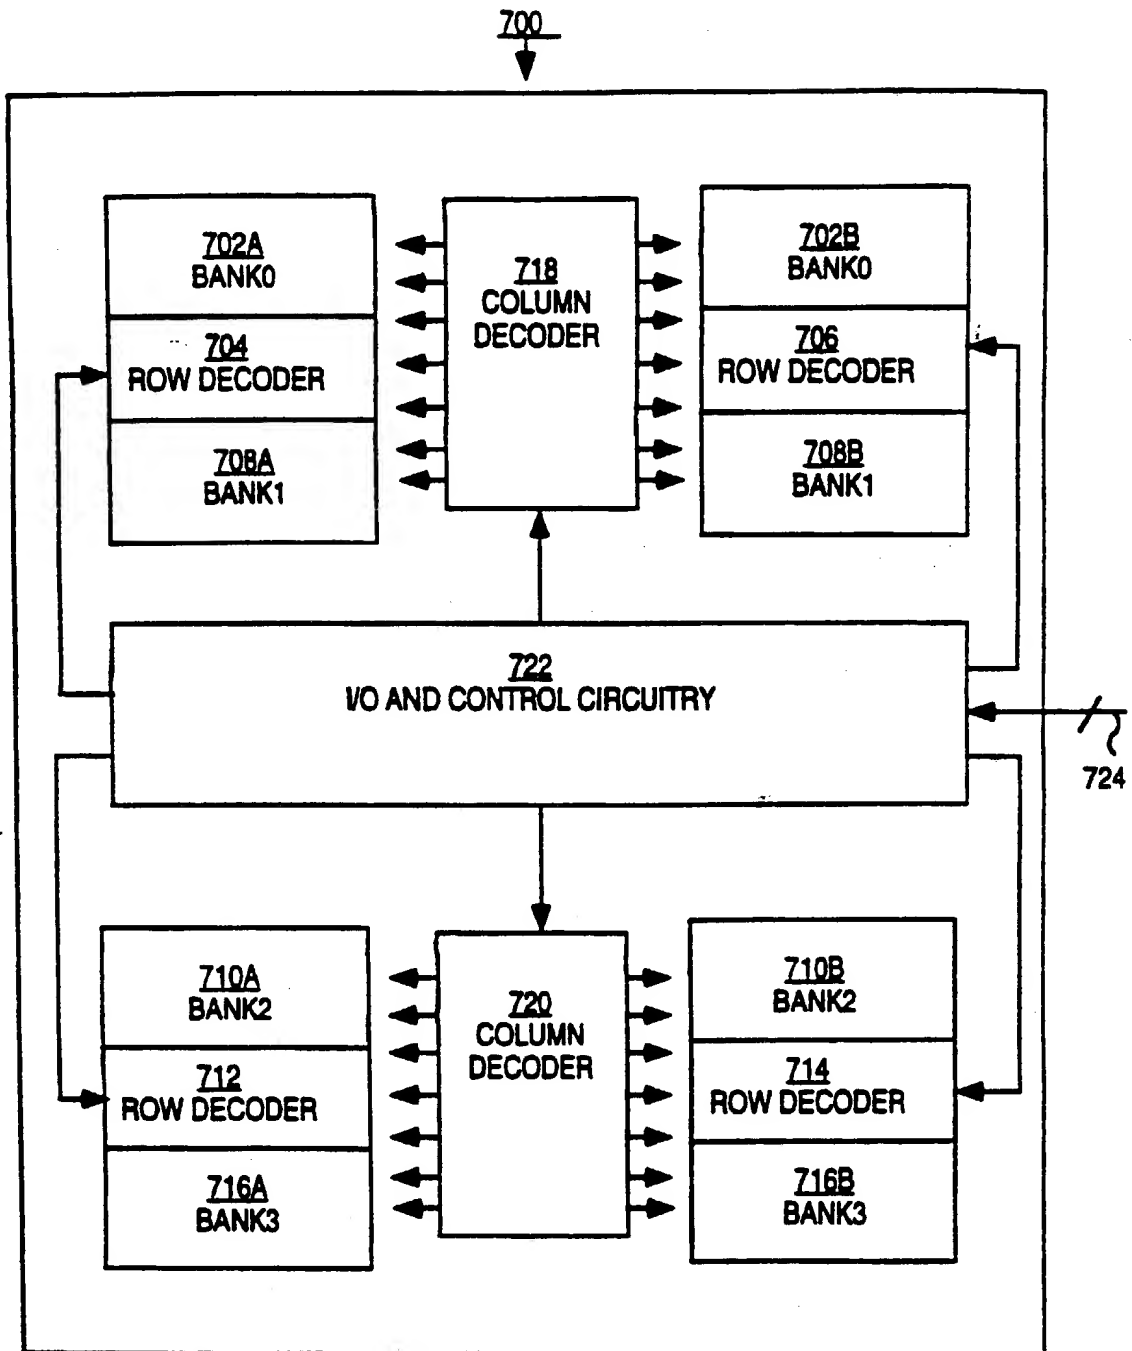 700
702A
BANK0
704
ROW DECODER
708A
BANK1
718
COLUMN
DECODER
702B
BANK0
706
ROW DECODER
708B
BANK1
722
I/O AND CONTROL CIRCUITRY
724
710A
BANK2
712
ROW DECODER
716A
BANK3
720
COLUMN
DECODER
710B
BANK2
714
ROW DECODER
716B
BANK3